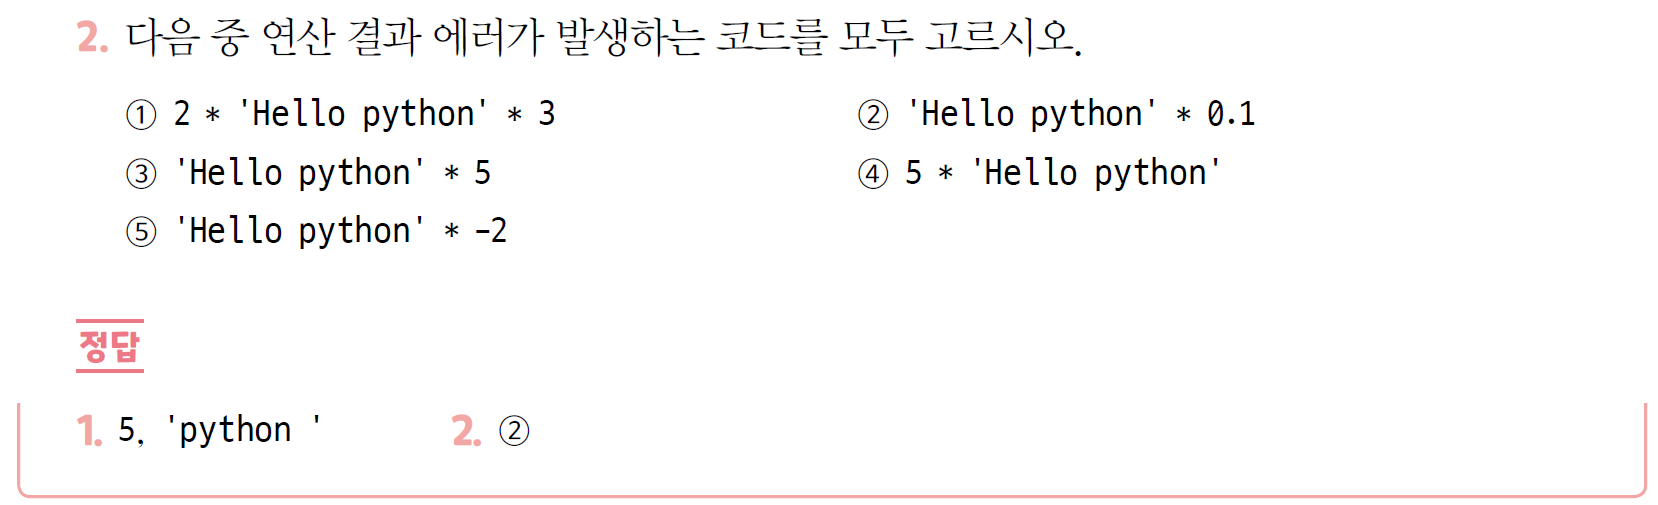 2. 다음 중 연산 결과 에러가 발생하는 코드를 모두 고르시오.
① 2 * 'Hello python' * 3 ② 'Hello python' * 0.1
③ 'Hello python' * 5 ④ 5 * 'Hello python'
⑤ 'Hello python' * -2
정답
1. 5, 'python ' 2. ②